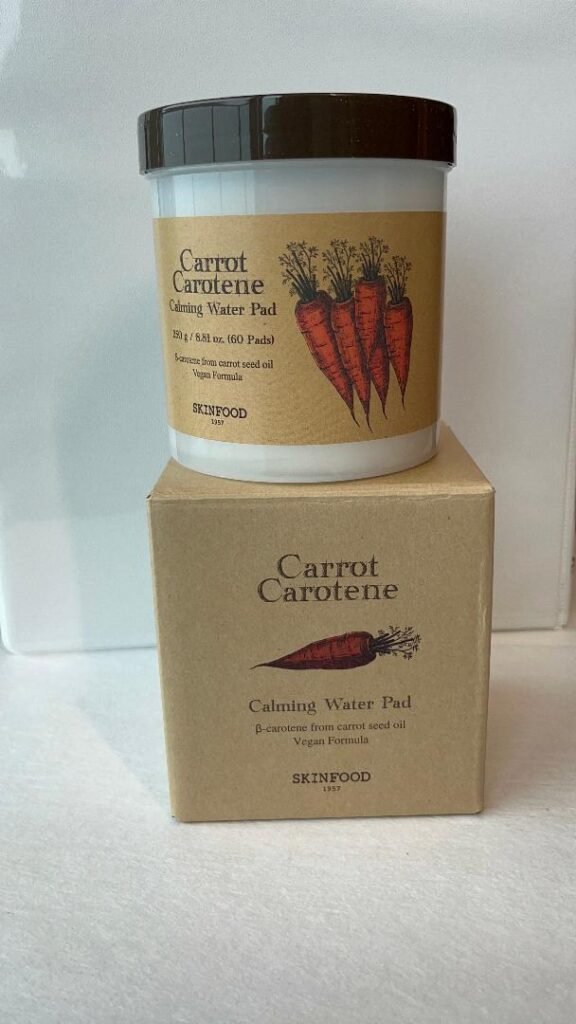 Carrot
Carotene
Calming Water Pad
250 g / 8.81 oz. (60 Pads)
β-carotene from carrot seed oil
Vegan Formula
SKINFOOD
1957
Carrot
Carotene
Calming Water Pad
β-carotene from carrot seed oil
Vegan Formula
SKINFOOD
1957